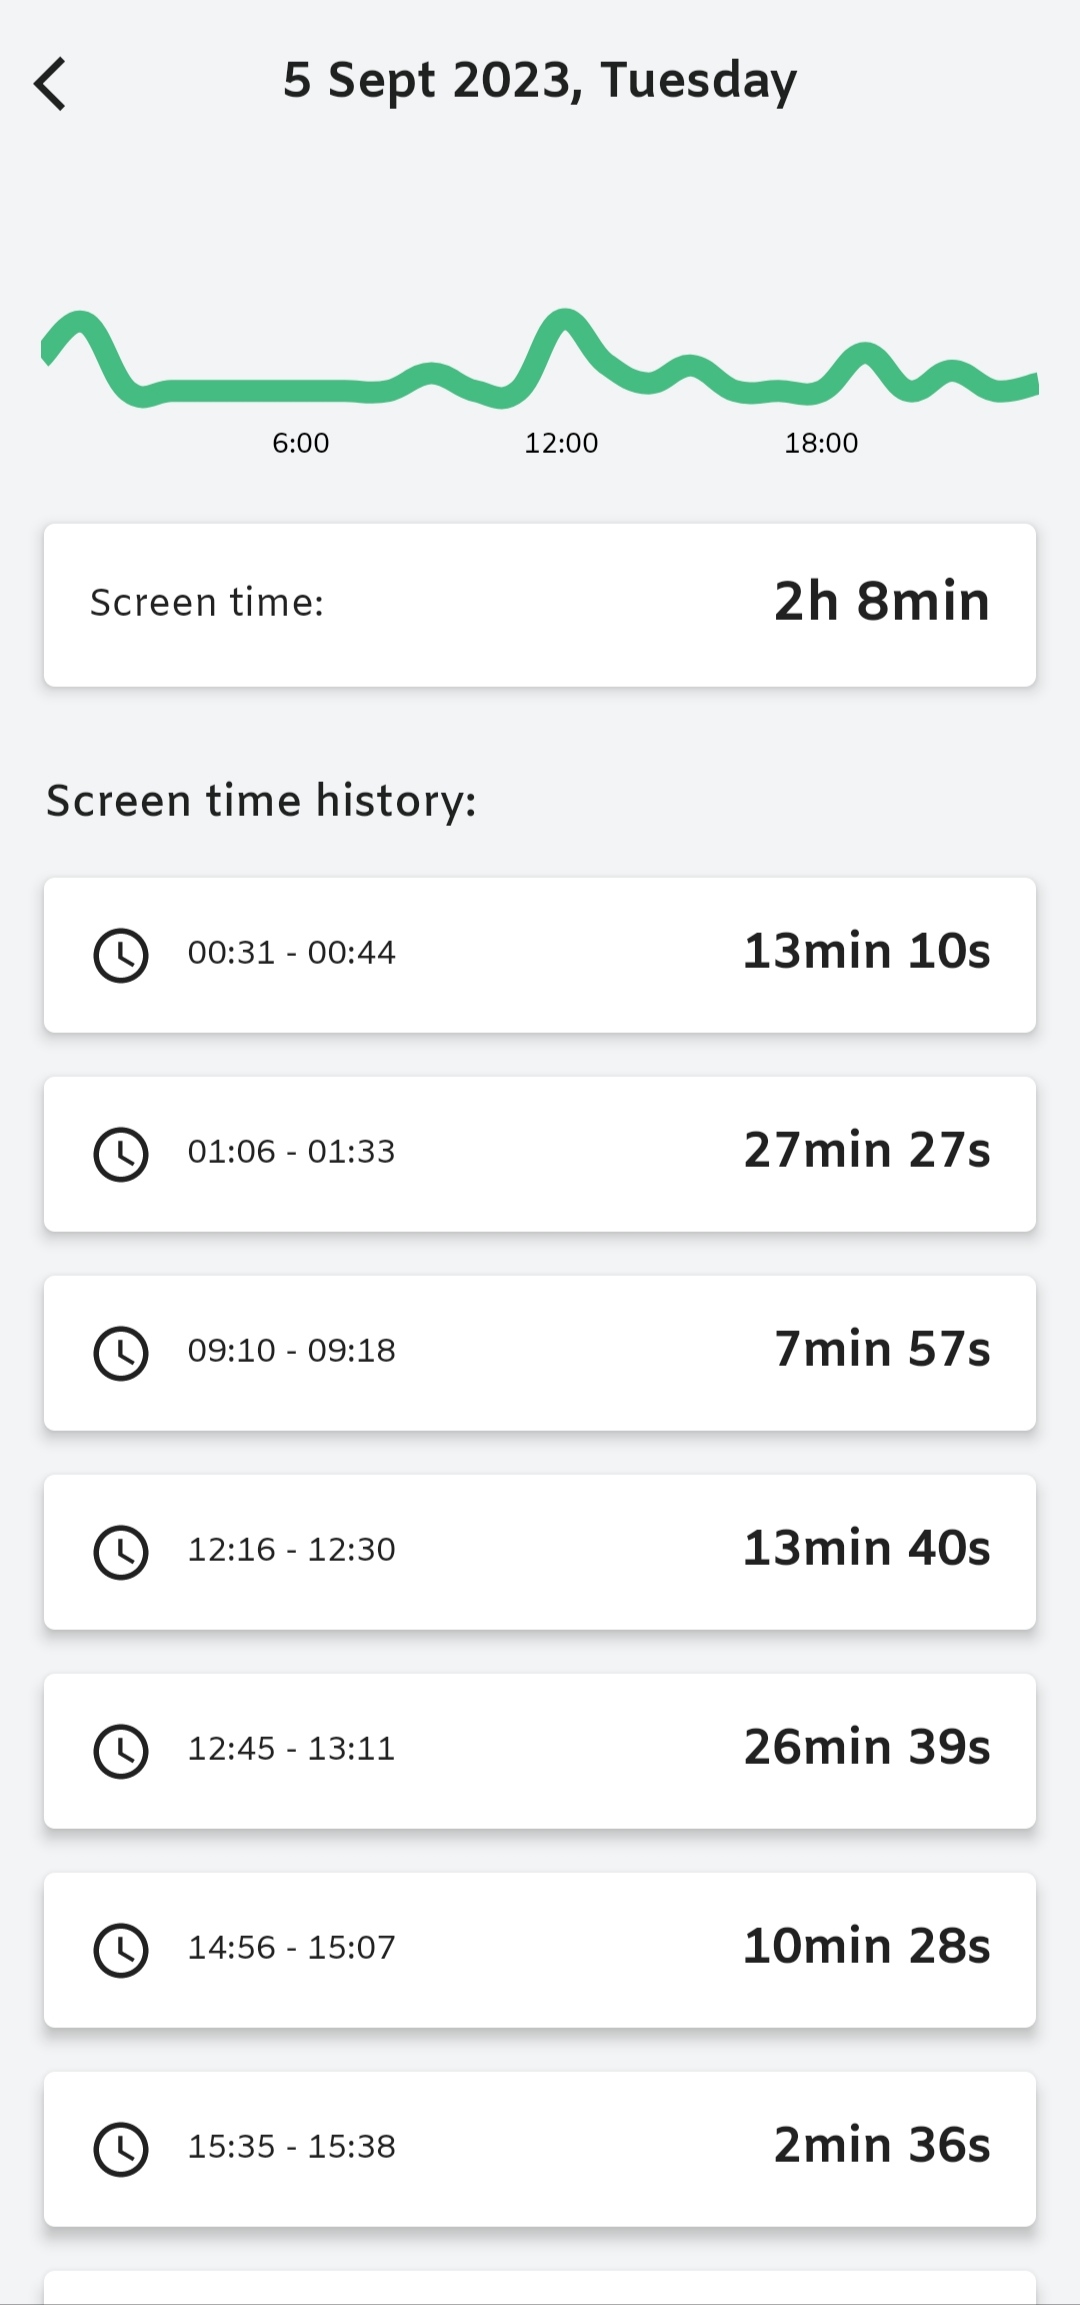 5 Sept 2023, Tuesday
6:00 12:00 18:00
Screen time: 2h 8min
Screen time history:
00:31 - 00:44 13min 10s
01:06 - 01:33 27min 27s
09:10 - 09:18 7min 57s
12:16 - 12:30 13min 40s
12:45 - 13:11 26min 39s
14:56 - 15:07 10min 28s
15:35 - 15:38 2min 36s